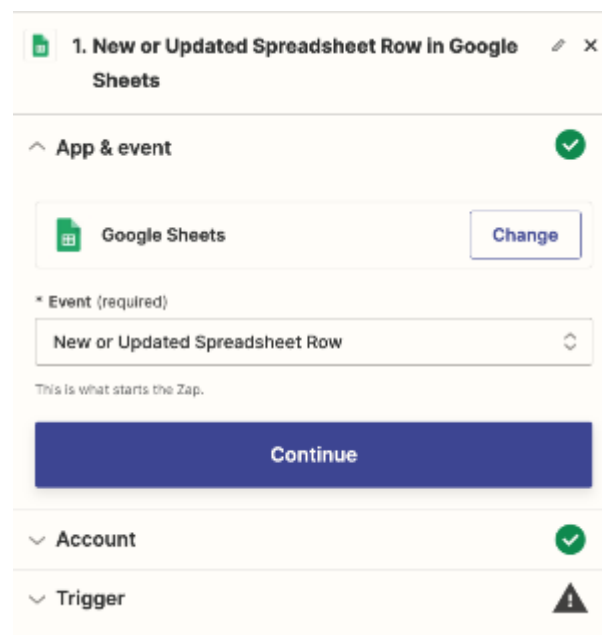 1. New or Updated Spreadsheet Row in Google
Sheets
App & event
Google Sheets
Change
* Event (required)
New or Updated Spreadsheet Row
This is what starts the Zap.
Continue
Account
Trigger